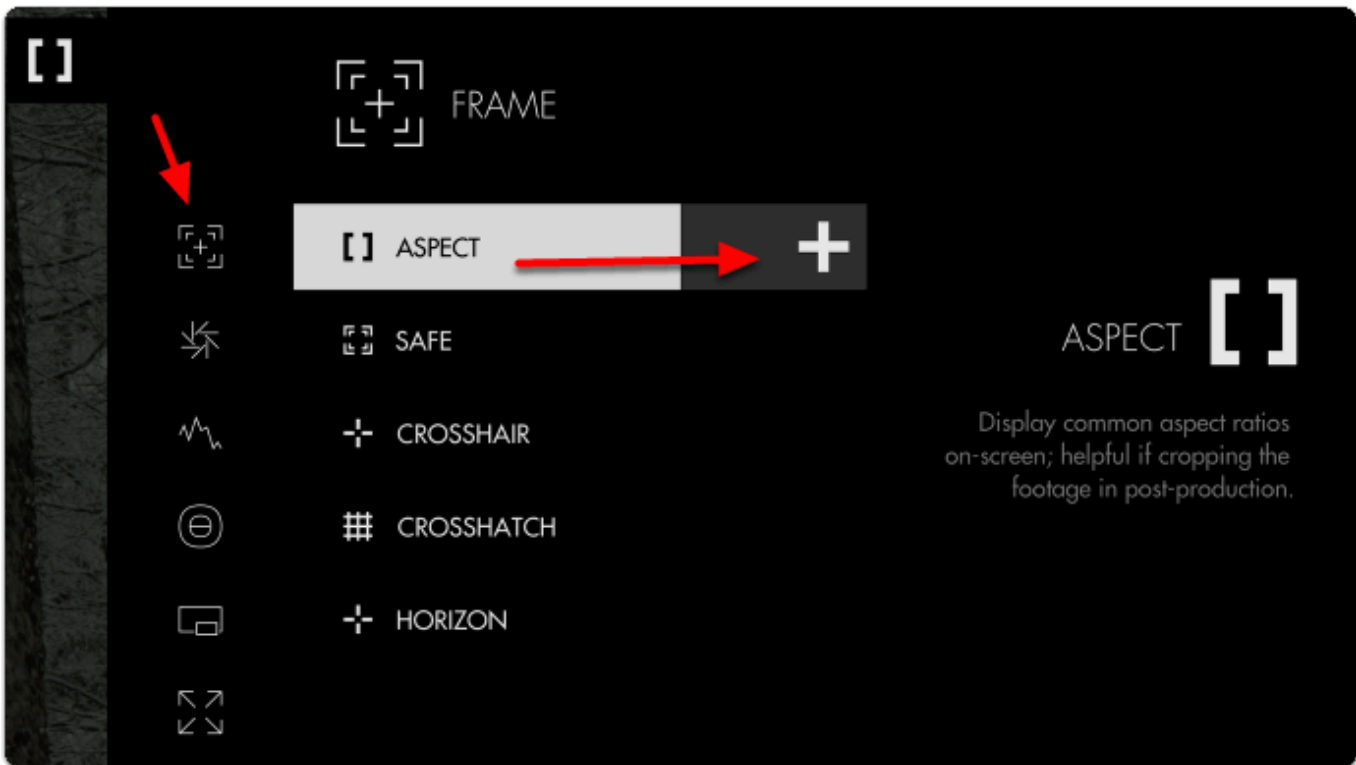 FRAME
ASPECT
SAFE
CROSSHAIR
CROSSHATCH
HORIZON
ASPECT
Display common aspect ratios
on-screen; helpful if cropping the
footage in post-production.